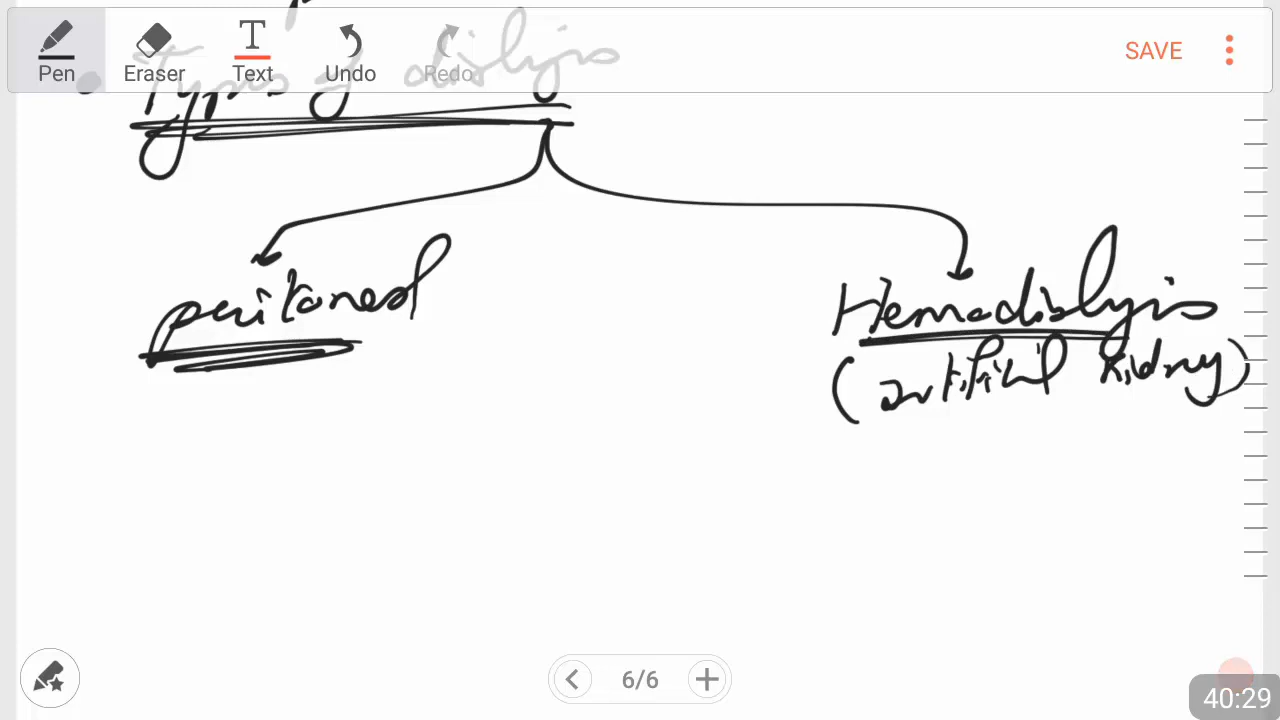 Pen Eraser Text Undo Redo SAVE
Types of dialysis
peritoneal Hemodialysis
(artificial kidney)
6/6
40:29